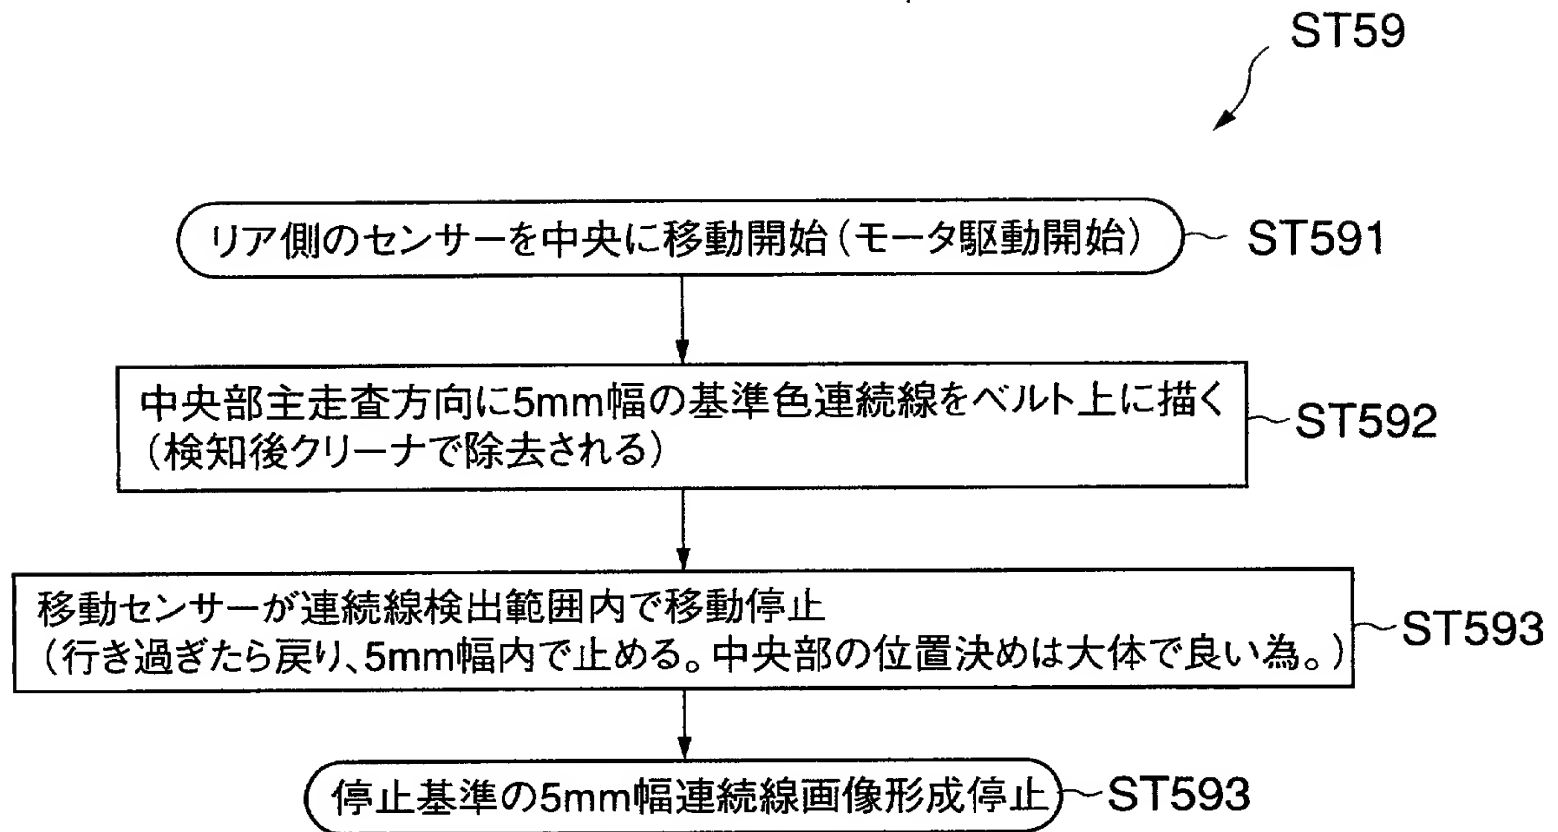 ST59
リア側のセンサーを中央に移動開始（モータ駆動開始）
ST591
中央部主走査方向に5mm幅の基準色連続線をベルト上に描く
（検知後クリーナで除去される）
ST592
移動センサーが連続線検出範囲内で移動停止
（行き過ぎたら戻り、5mm幅内で止める。中央部の位置決めは大体で良い為。）
ST593
停止基準の5mm幅連続線画像形成停止
ST593